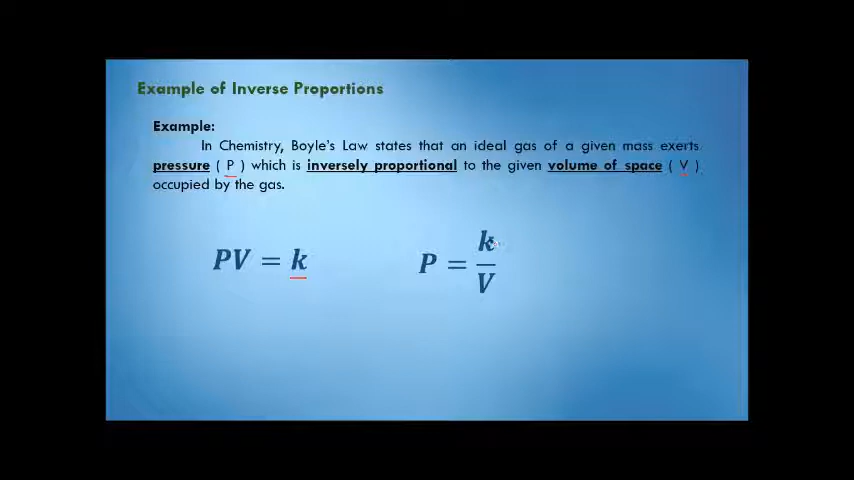 Example of Inverse Proportions
Example:
In Chemistry, Boyle's Law states that an ideal gas of a given mass exerts
pressure ( P ) which is inversely proportional to the given volume of space ( V )
occupied by the gas.
PV = k
P = k/V